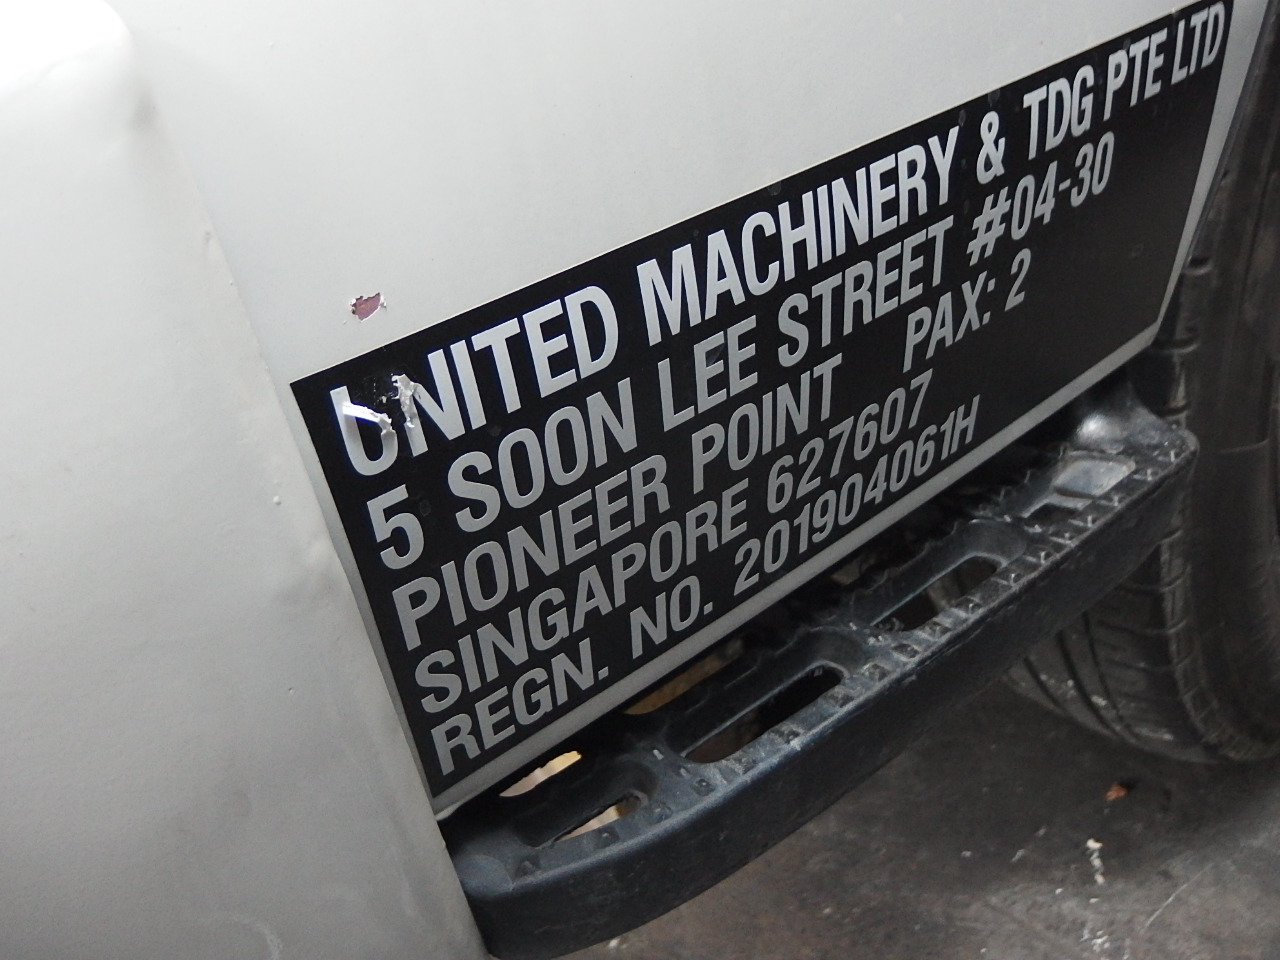 UNITED MACHINERY & TDG PTE LTD
5 SOON LEE STREET #04-30
PIONEER POINT PAX: 2
SINGAPORE 627607
REGN. NO. 201904061H